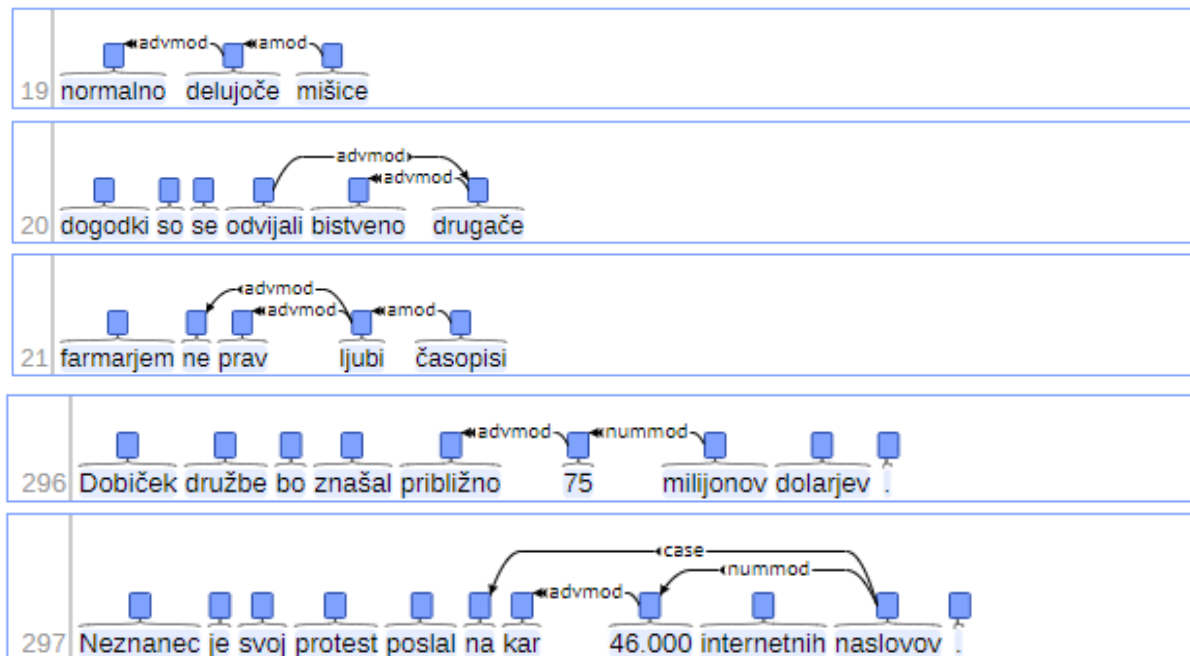 advmod amod
19 normalno delujoče mišice
advmod
advmod
20 dogodki so se odvijali bistveno drugače
advmod
advmod amod
21 farmarjem ne prav ljubi časopisi
advmod nummod
296 Dobiček družbe bo znašal približno 75 milijonov dolarjev .
case
nummod
advmod
297 Neznanec je svoj protest poslal na kar 46.000 internetnih naslovov .